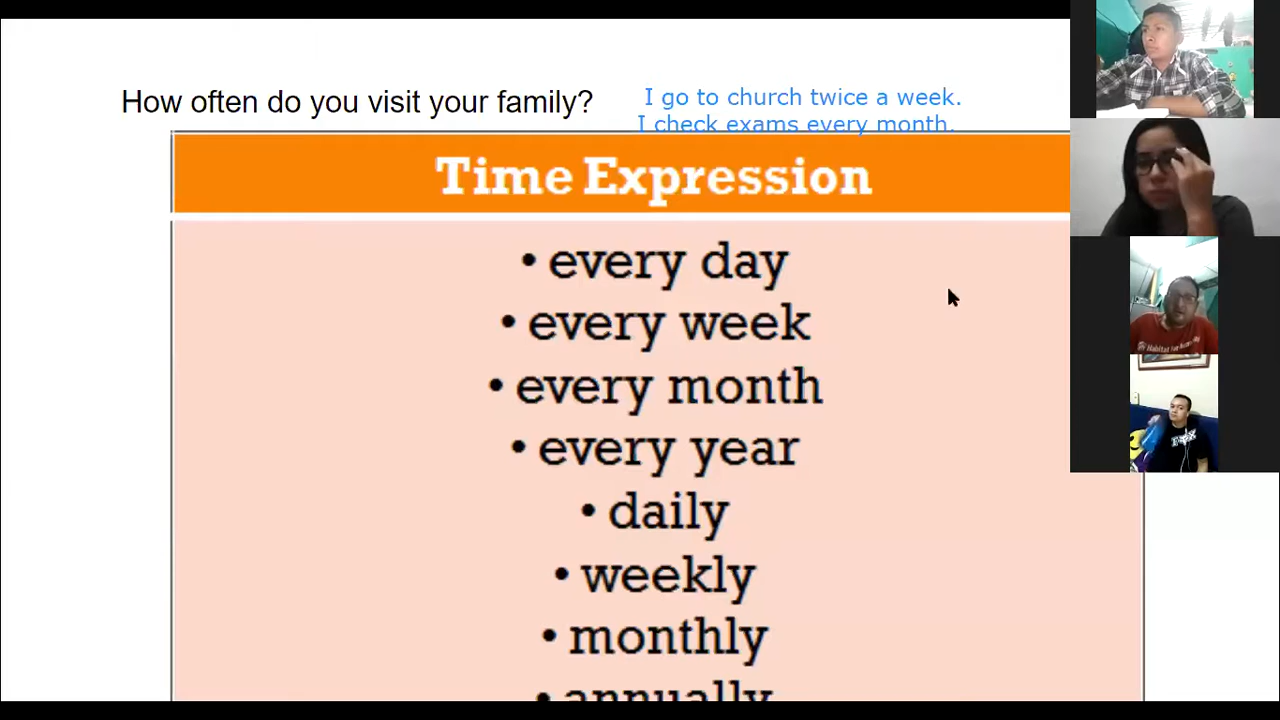 How often do you visit your family?
I go to church twice a week.
I check exams every month.
Time Expression
• every day
• every week
• every month
• every year
• daily
• weekly
• monthly
• annually